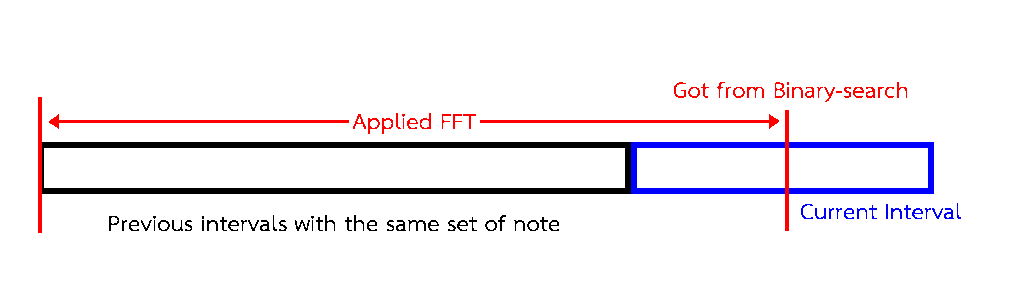 Got from Binary-search
Applied FFT
Current Interval
Previous intervals with the same set of note